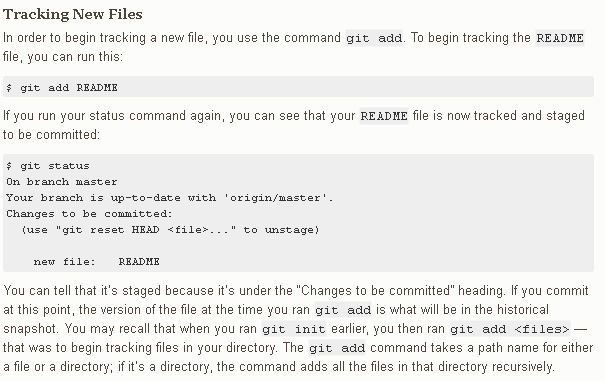 Tracking New Files
In order to begin tracking a new file, you use the command git add. To begin tracking the README
file, you can run this:
$ git add README
If you run your status command again, you can see that your README file is now tracked and staged
to be committed:
$ git status
On branch master
Your branch is up-to-date with 'origin/master'.
Changes to be committed:
  (use "git reset HEAD <file>..." to unstage)
    new file:   README
You can tell that it's staged because it's under the “Changes to be committed” heading. If you commit
at this point, the version of the file at the time you ran git add is what will be in the historical
snapshot. You may recall that when you ran git init earlier, you then ran git add <files> —
that was to begin tracking files in your directory. The git add command takes a path name for either
a file or a directory; if it's a directory, the command adds all the files in that directory recursively.